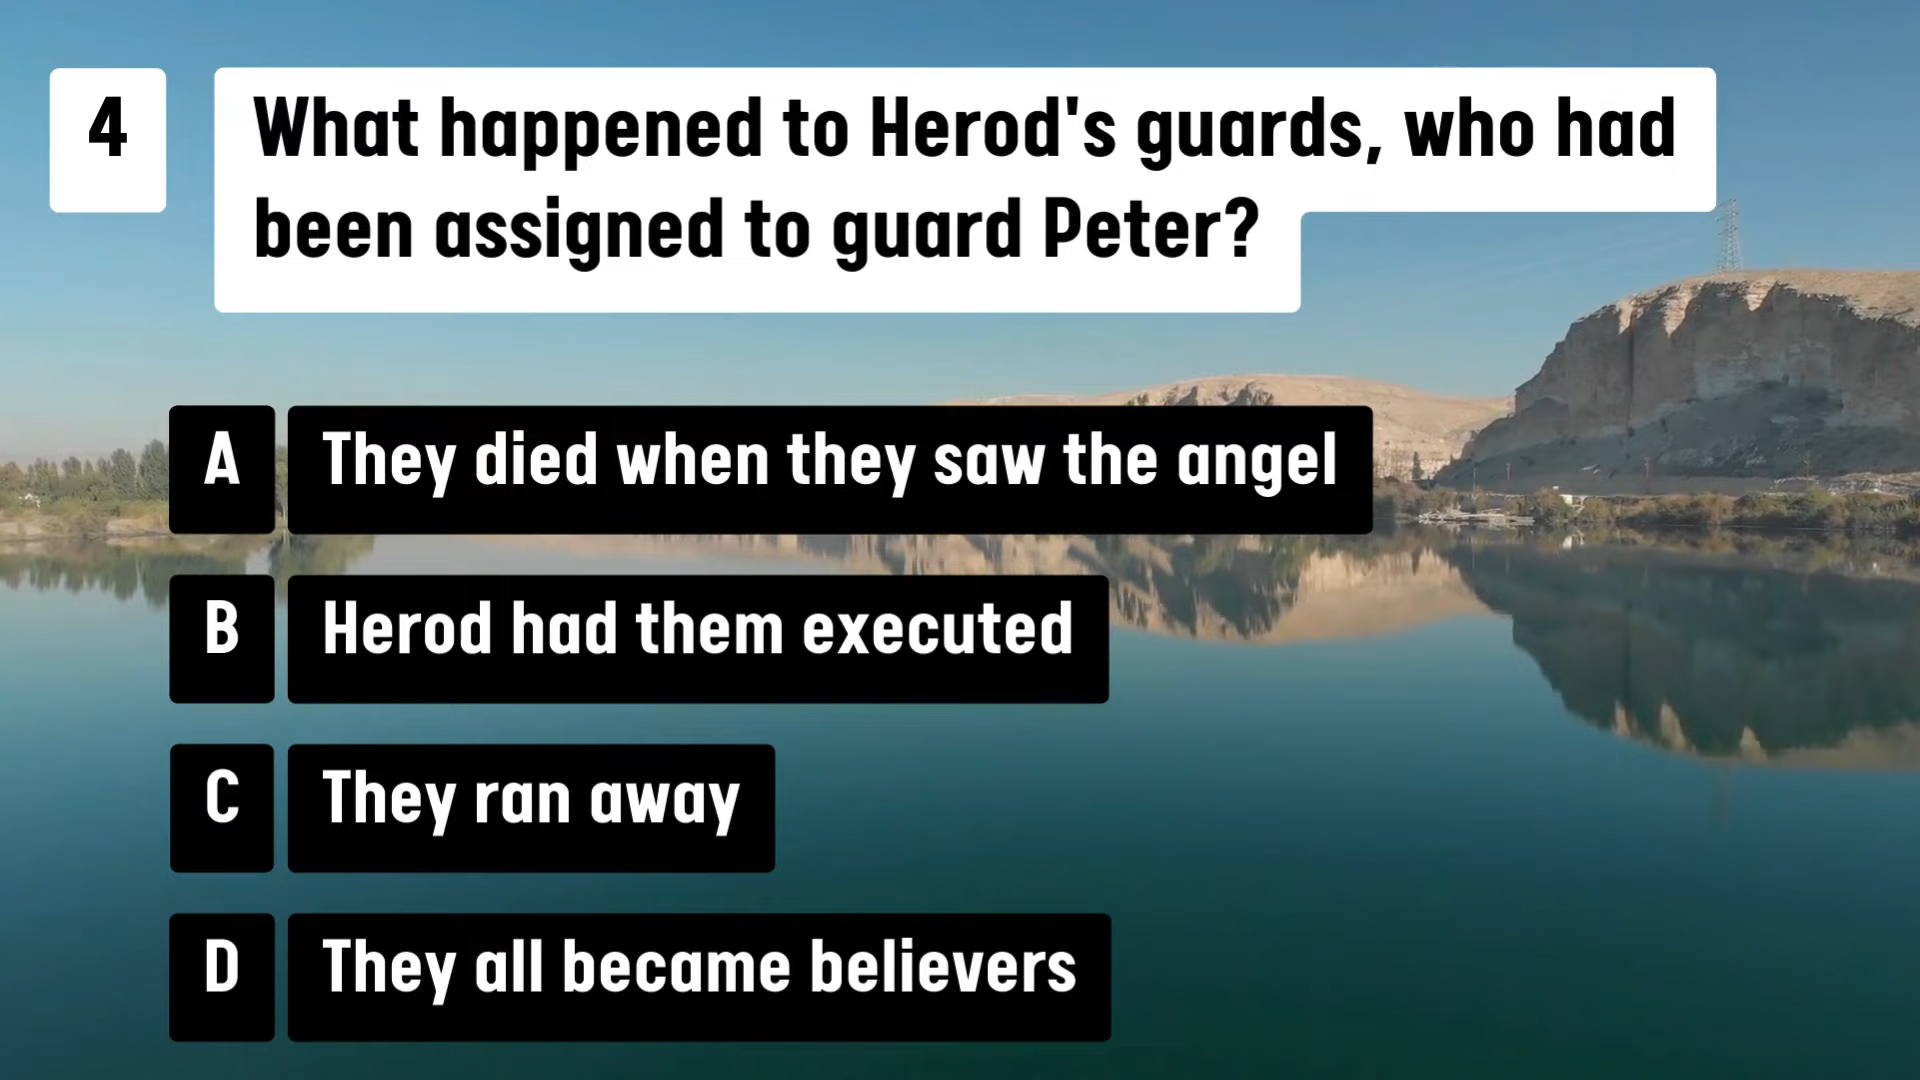 4
What happened to Herod's guards, who had
been assigned to guard Peter?
A They died when they saw the angel
B Herod had them executed
C They ran away
D They all became believers